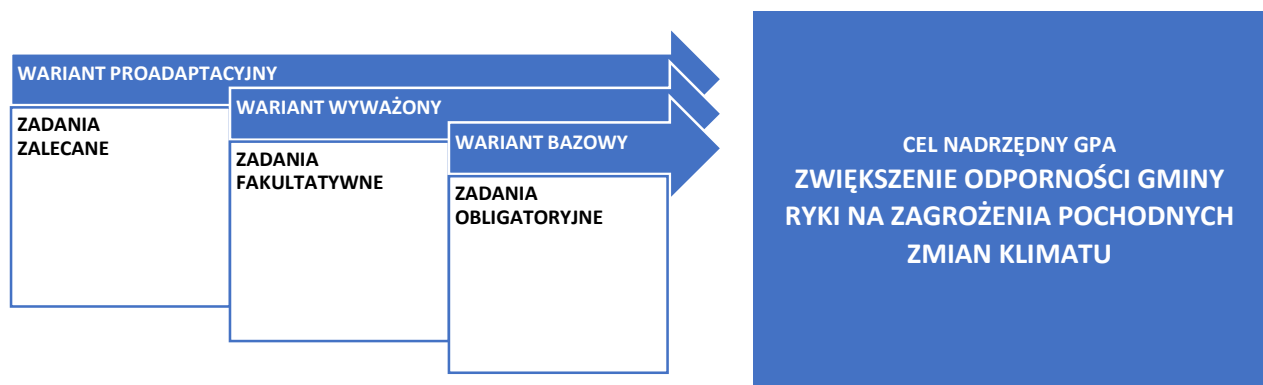 WARIANT PROADAPTACYJNY
ZADANIA
ZALECANE
WARIANT WYWAŻONY
ZADANIA
FAKULTATYWNE
WARIANT BAZOWY
ZADANIA
OBLIGATORYJNE
CEL NADRZĘDNY GPA
ZWIĘKSZENIE ODPORNOŚCI GMINY
RYKI NA ZAGROŻENIA POCHODNYCH
ZMIAN KLIMATU